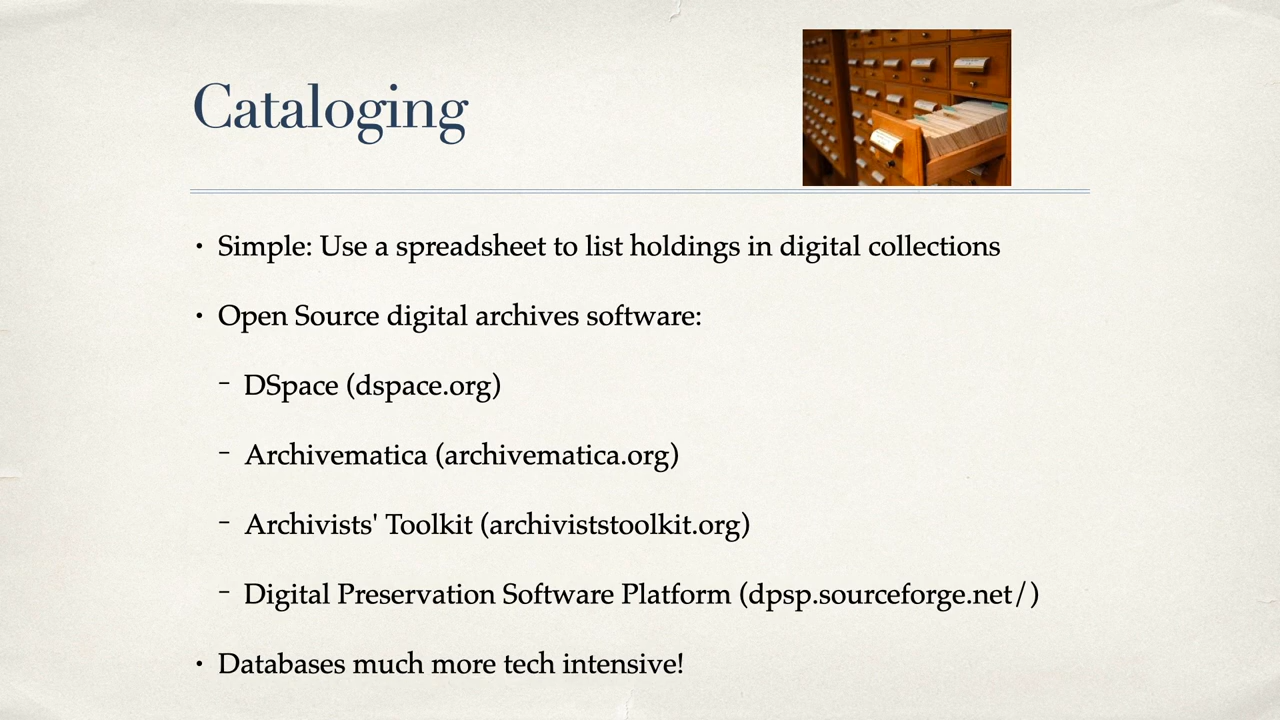 Cataloging
• Simple: Use a spreadsheet to list holdings in digital collections
• Open Source digital archives software:
– DSpace (dspace.org)
– Archivematica (archivematica.org)
– Archivists' Toolkit (archiviststoolkit.org)
– Digital Preservation Software Platform (dpsp.sourceforge.net/)
• Databases much more tech intensive!